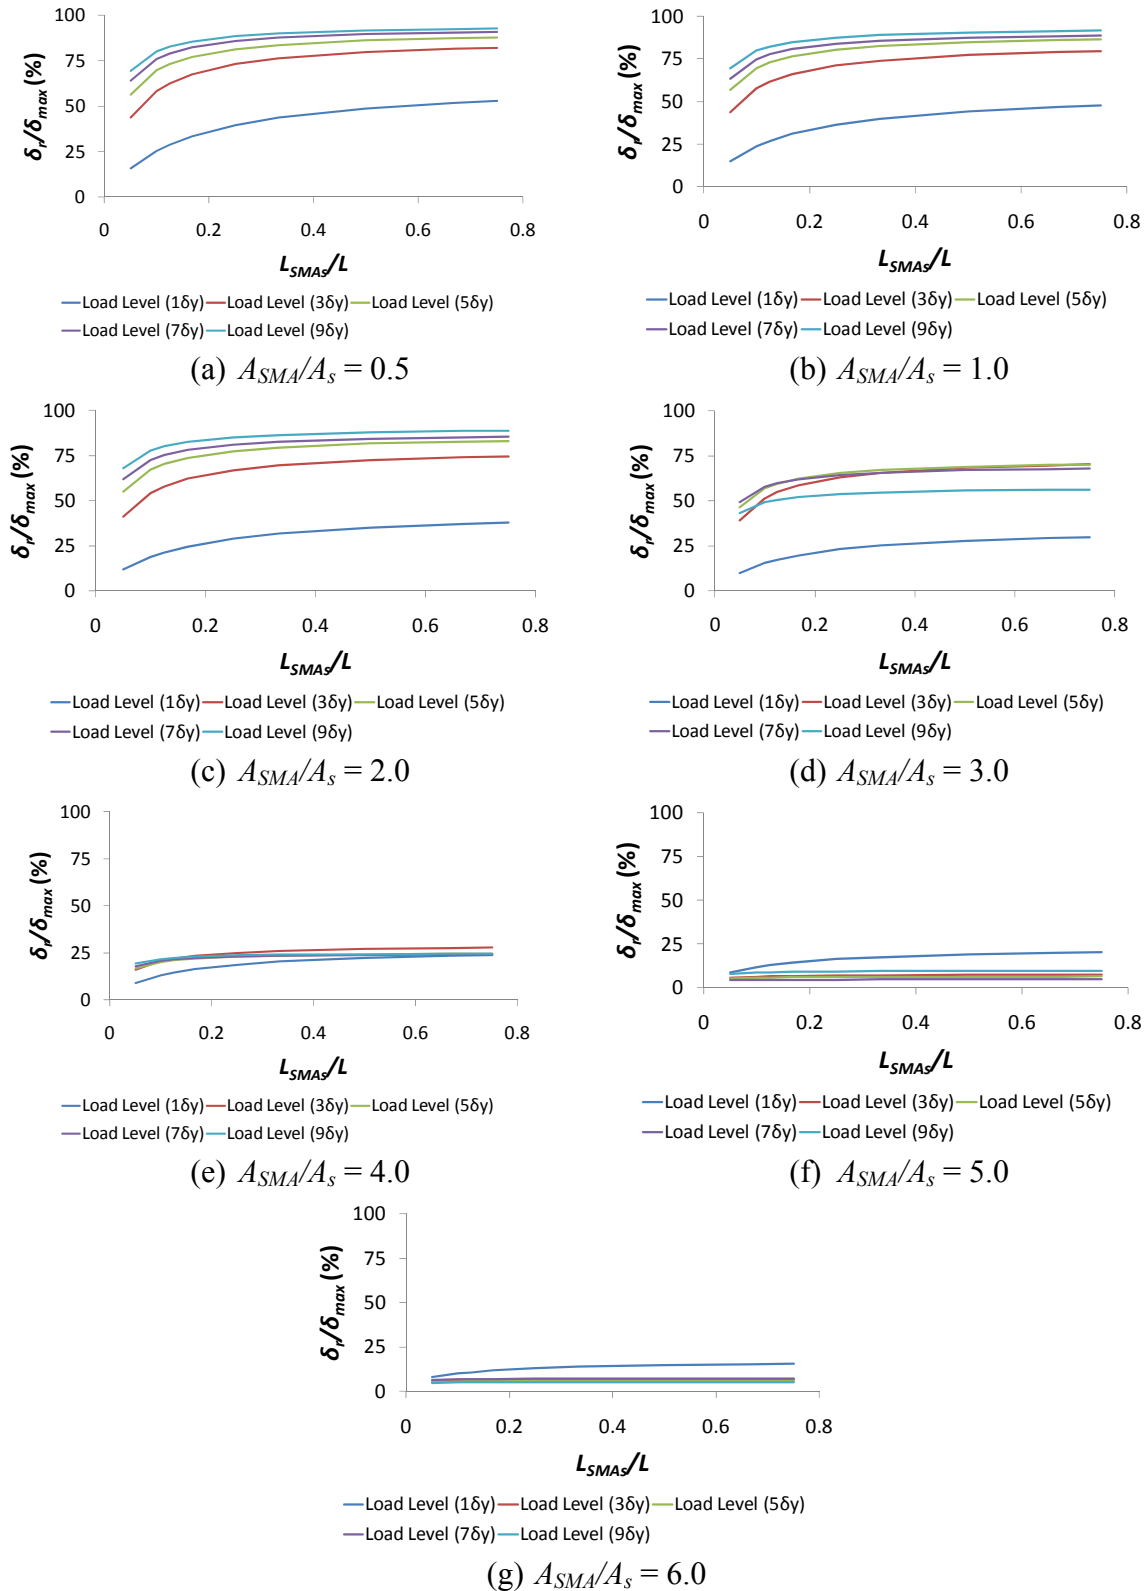 100
75
50
25
0
δr/δmax (%)
0 0.2 0.4 0.6 0.8
LSMAs/L
Load Level (1δy) Load Level (3δy) Load Level (5δy)
Load Level (7δy) Load Level (9δy)
(a) ASMA/As = 0.5
100
75
50
25
0
δr/δmax (%)
0 0.2 0.4 0.6 0.8
LSMAs/L
Load Level (1δy) Load Level (3δy) Load Level (5δy)
Load Level (7δy) Load Level (9δy)
(b) ASMA/As = 1.0
100
75
50
25
0
δr/δmax (%)
0 0.2 0.4 0.6 0.8
LSMAs/L
Load Level (1δy) Load Level (3δy) Load Level (5δy)
Load Level (7δy) Load Level (9δy)
(c) ASMA/As = 2.0
100
75
50
25
0
δr/δmax (%)
0 0.2 0.4 0.6 0.8
LSMAs/L
Load Level (1δy) Load Level (3δy) Load Level (5δy)
Load Level (7δy) Load Level (9δy)
(d) ASMA/As = 3.0
100
75
50
25
0
δr/δmax (%)
0 0.2 0.4 0.6 0.8
LSMAs/L
Load Level (1δy) Load Level (3δy) Load Level (5δy)
Load Level (7δy) Load Level (9δy)
(e) ASMA/As = 4.0
100
75
50
25
0
δr/δmax (%)
0 0.2 0.4 0.6 0.8
LSMAs/L
Load Level (1δy) Load Level (3δy) Load Level (5δy)
Load Level (7δy) Load Level (9δy)
(f) ASMA/As = 5.0
100
75
50
25
0
δr/δmax (%)
0 0.2 0.4 0.6 0.8
LSMAs/L
Load Level (1δy) Load Level (3δy) Load Level (5δy)
Load Level (7δy) Load Level (9δy)
(g) ASMA/As = 6.0